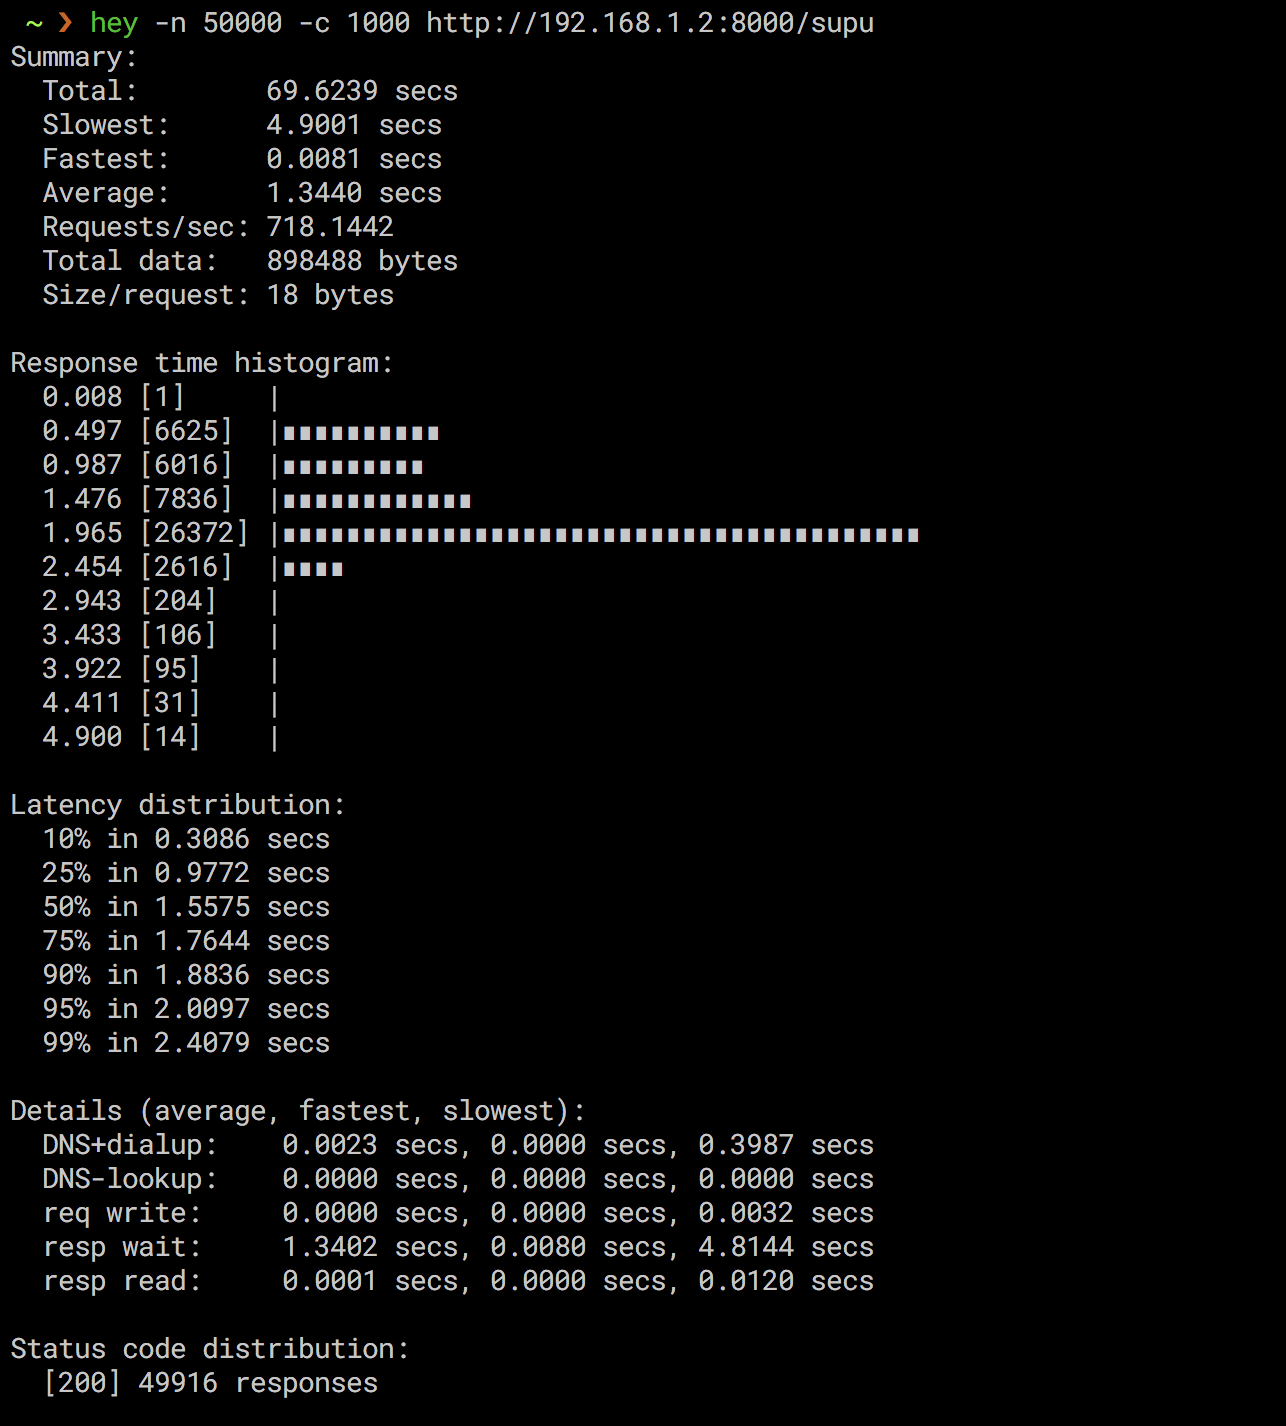 ~ ❯ hey -n 50000 -c 1000 http://192.168.1.2:8000/supu
Summary:
  Total:        69.6239 secs
  Slowest:      4.9001 secs
  Fastest:      0.0081 secs
  Average:      1.3440 secs
  Requests/sec: 718.1442
  Total data:   898488 bytes
  Size/request: 18 bytes

Response time histogram:
  0.008 [1]     |
  0.497 [6625]  |∎∎∎∎∎∎∎∎∎∎
  0.987 [6016]  |∎∎∎∎∎∎∎∎∎
  1.476 [7836]  |∎∎∎∎∎∎∎∎∎∎∎∎
  1.965 [26372] |∎∎∎∎∎∎∎∎∎∎∎∎∎∎∎∎∎∎∎∎∎∎∎∎∎∎∎∎∎∎∎∎∎∎∎∎∎∎∎∎
  2.454 [2616]  |∎∎∎∎
  2.943 [204]   |
  3.433 [106]   |
  3.922 [95]    |
  4.411 [31]    |
  4.900 [14]    |

Latency distribution:
  10% in 0.3086 secs
  25% in 0.9772 secs
  50% in 1.5575 secs
  75% in 1.7644 secs
  90% in 1.8836 secs
  95% in 2.0097 secs
  99% in 2.4079 secs

Details (average, fastest, slowest):
  DNS+dialup:    0.0023 secs, 0.0000 secs, 0.3987 secs
  DNS-lookup:    0.0000 secs, 0.0000 secs, 0.0000 secs
  req write:     0.0000 secs, 0.0000 secs, 0.0032 secs
  resp wait:     1.3402 secs, 0.0080 secs, 4.8144 secs
  resp read:     0.0001 secs, 0.0000 secs, 0.0120 secs

Status code distribution:
  [200] 49916 responses